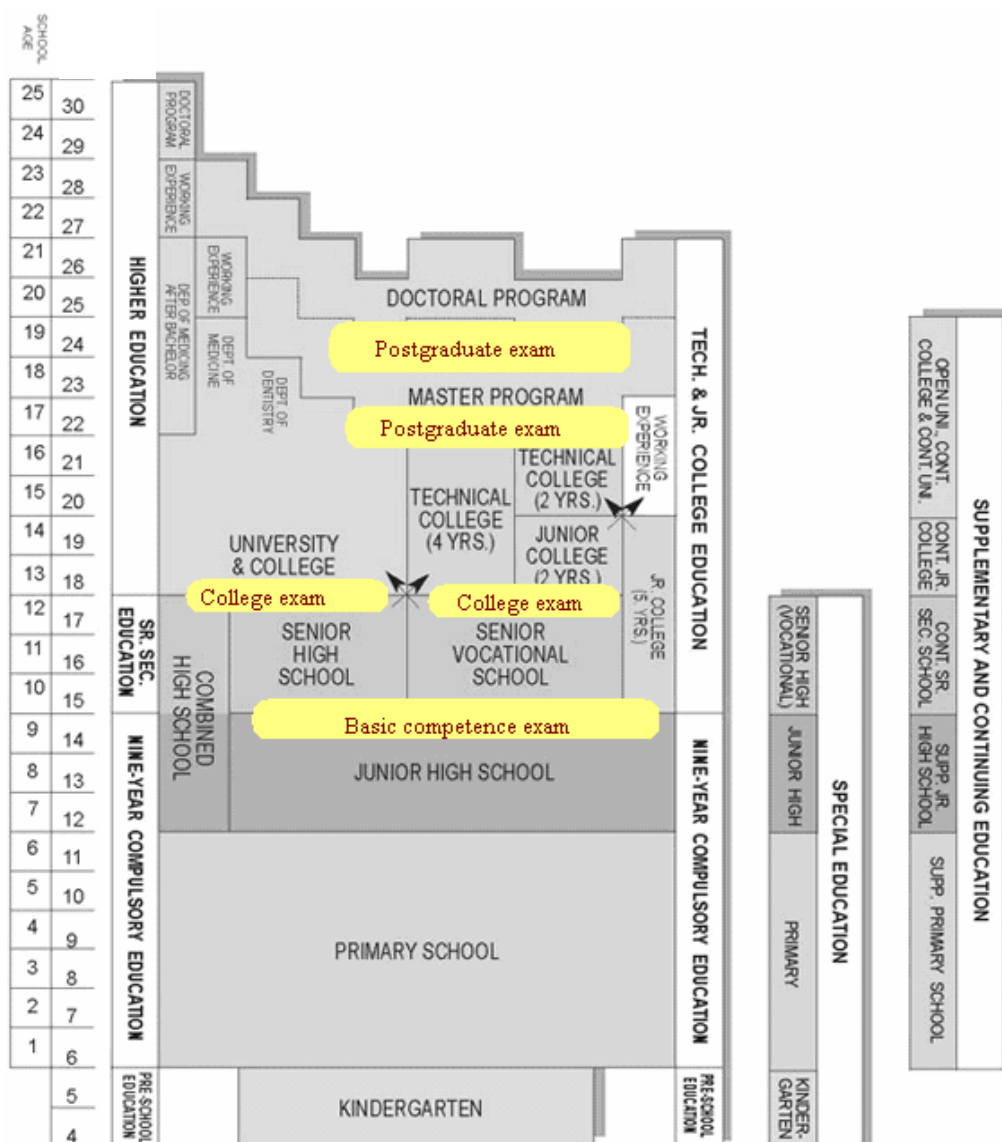 SCHOOL
AGE
25
30
24
29
23
28
22
27
21
26
20
25
19
24
18
23
17
22
16
21
15
20
14
19
13
18
12
17
11
16
10
15
9
14
8
13
7
12
6
11
5
10
4
9
3
8
2
7
1
6
5
4
HIGHER EDUCATION
SR. SEC.
EDUCATION
NINE-YEAR COMPULSORY EDUCATION
PRE-SCHOOL
EDUCATION
DOCTORAL
PROGRAM
WORKING
EXPERIENCE
DEP OF MEDICING
AFTER BACHELOR
WORKING
EXPERIENCE
DEPT. OF
MEDICINE
DEPT. OF
DENTISTRY
DOCTORAL PROGRAM
Postgraduate exam
MASTER PROGRAM
Postgraduate exam
WORKING
EXPERIENCE
TECHNICAL
COLLEGE
(2 YRS.)
TECHNICAL
COLLEGE
(4 YRS.)
JUNIOR
COLLEGE
(2 YRS.)
UNIVERSITY
& COLLEGE
JR. COLLEGE
(5. YRS.)
College exam
College exam
COMBINED
HIGH SCHOOL
SENIOR
HIGH
SCHOOL
SENIOR
VOCATIONAL
SCHOOL
Basic competence exam
JUNIOR HIGH SCHOOL
PRIMARY SCHOOL
KINDERGARTEN
TECH. & JR. COLLEGE EDUCATION
NINE-YEAR COMPULSORY EDUCATION
PRE-SCHOOL
EDUCATION
SENIOR HIGH
(VOCATIONAL)
JUNIOR HIGH
PRIMARY
KINDER-
GARTEN
SPECIAL EDUCATION
OPEN UNI., CONT.
COLLEGE & CONT. UNI.
CONT. JR.
COLLEGE
CONT. SR.
SEC. SCHOOL
SUPP. JR.
HIGH SCHOOL
SUPP. PRIMARY SCHOOL
SUPPLEMENTARY AND CONTINUING EDUCATION